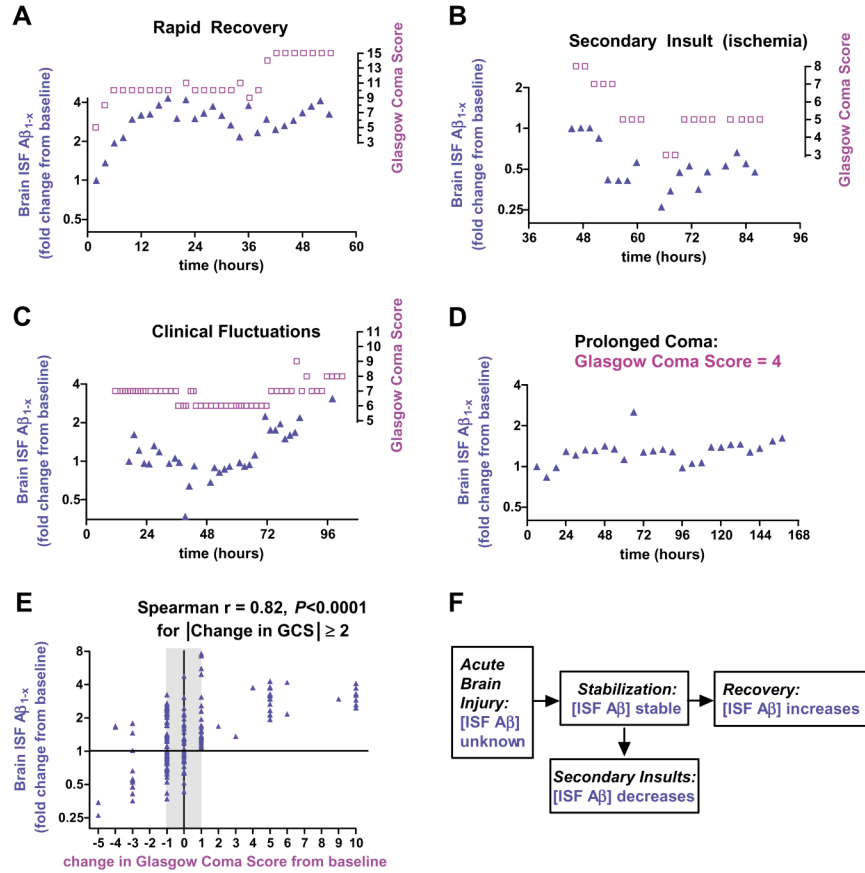 A
Rapid Recovery
Brain ISF Aβ1-x
(fold change from baseline)
4
2
1
0.5
0 12 24 36 48 60
time (hours)
15
13
11
9
7
5
3
Glasgow Coma Score
B
Secondary Insult (ischemia)
Brain ISF Aβ1-x
(fold change from baseline)
2
1
0.5
0.25
36 48 60 72 84 96
time (hours)
8
7
6
5
4
3
Glasgow Coma Score
C
Clinical Fluctuations
Brain ISF Aβ1-x
(fold change from baseline)
4
2
1
0.5
0 24 48 72 96
time (hours)
11
10
9
8
7
6
5
Glasgow Coma Score
D
Prolonged Coma:
Glasgow Coma Score = 4
Brain ISF Aβ1-x
(fold change from baseline)
4
2
1
0.5
0 24 48 72 96 120 144 168
time (hours)
E
Spearman r = 0.82, P<0.0001
for |Change in GCS| ≥ 2
Brain ISF Aβ1-x
(fold change from baseline)
8
4
2
1
0.5
0.25
-5 -4 -3 -2 -1 0 1 2 3 4 5 6 7 8 9 10
change in Glasgow Coma Score from baseline
F
Acute
Brain
Injury:
[ISF Aβ]
unknown
Stabilization:
[ISF Aβ] stable
Recovery:
[ISF Aβ] increases
Secondary Insults:
[ISF Aβ] decreases